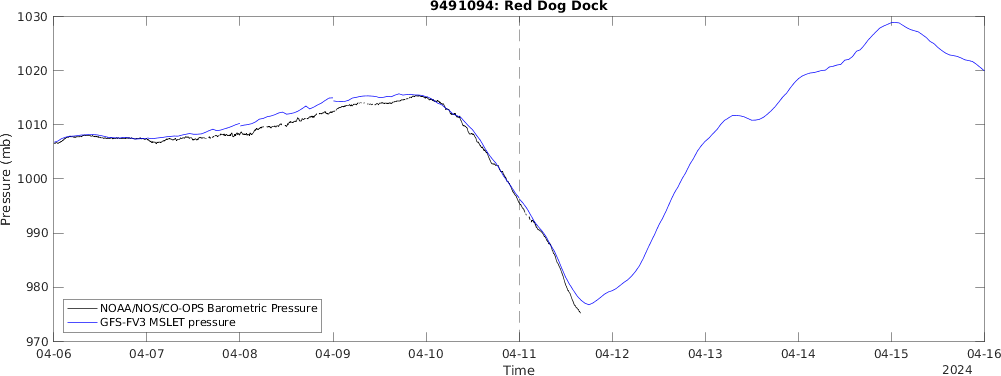 9491094: Red Dog Dock
1030
1020
1010
1000
990
980
970
Pressure (mb)
NOAA/NOS/CO-OPS Barometric Pressure
GFS-FV3 MSLET pressure
04-06 04-07 04-08 04-09 04-10 04-11 04-12 04-13 04-14 04-15 04-16
Time
2024